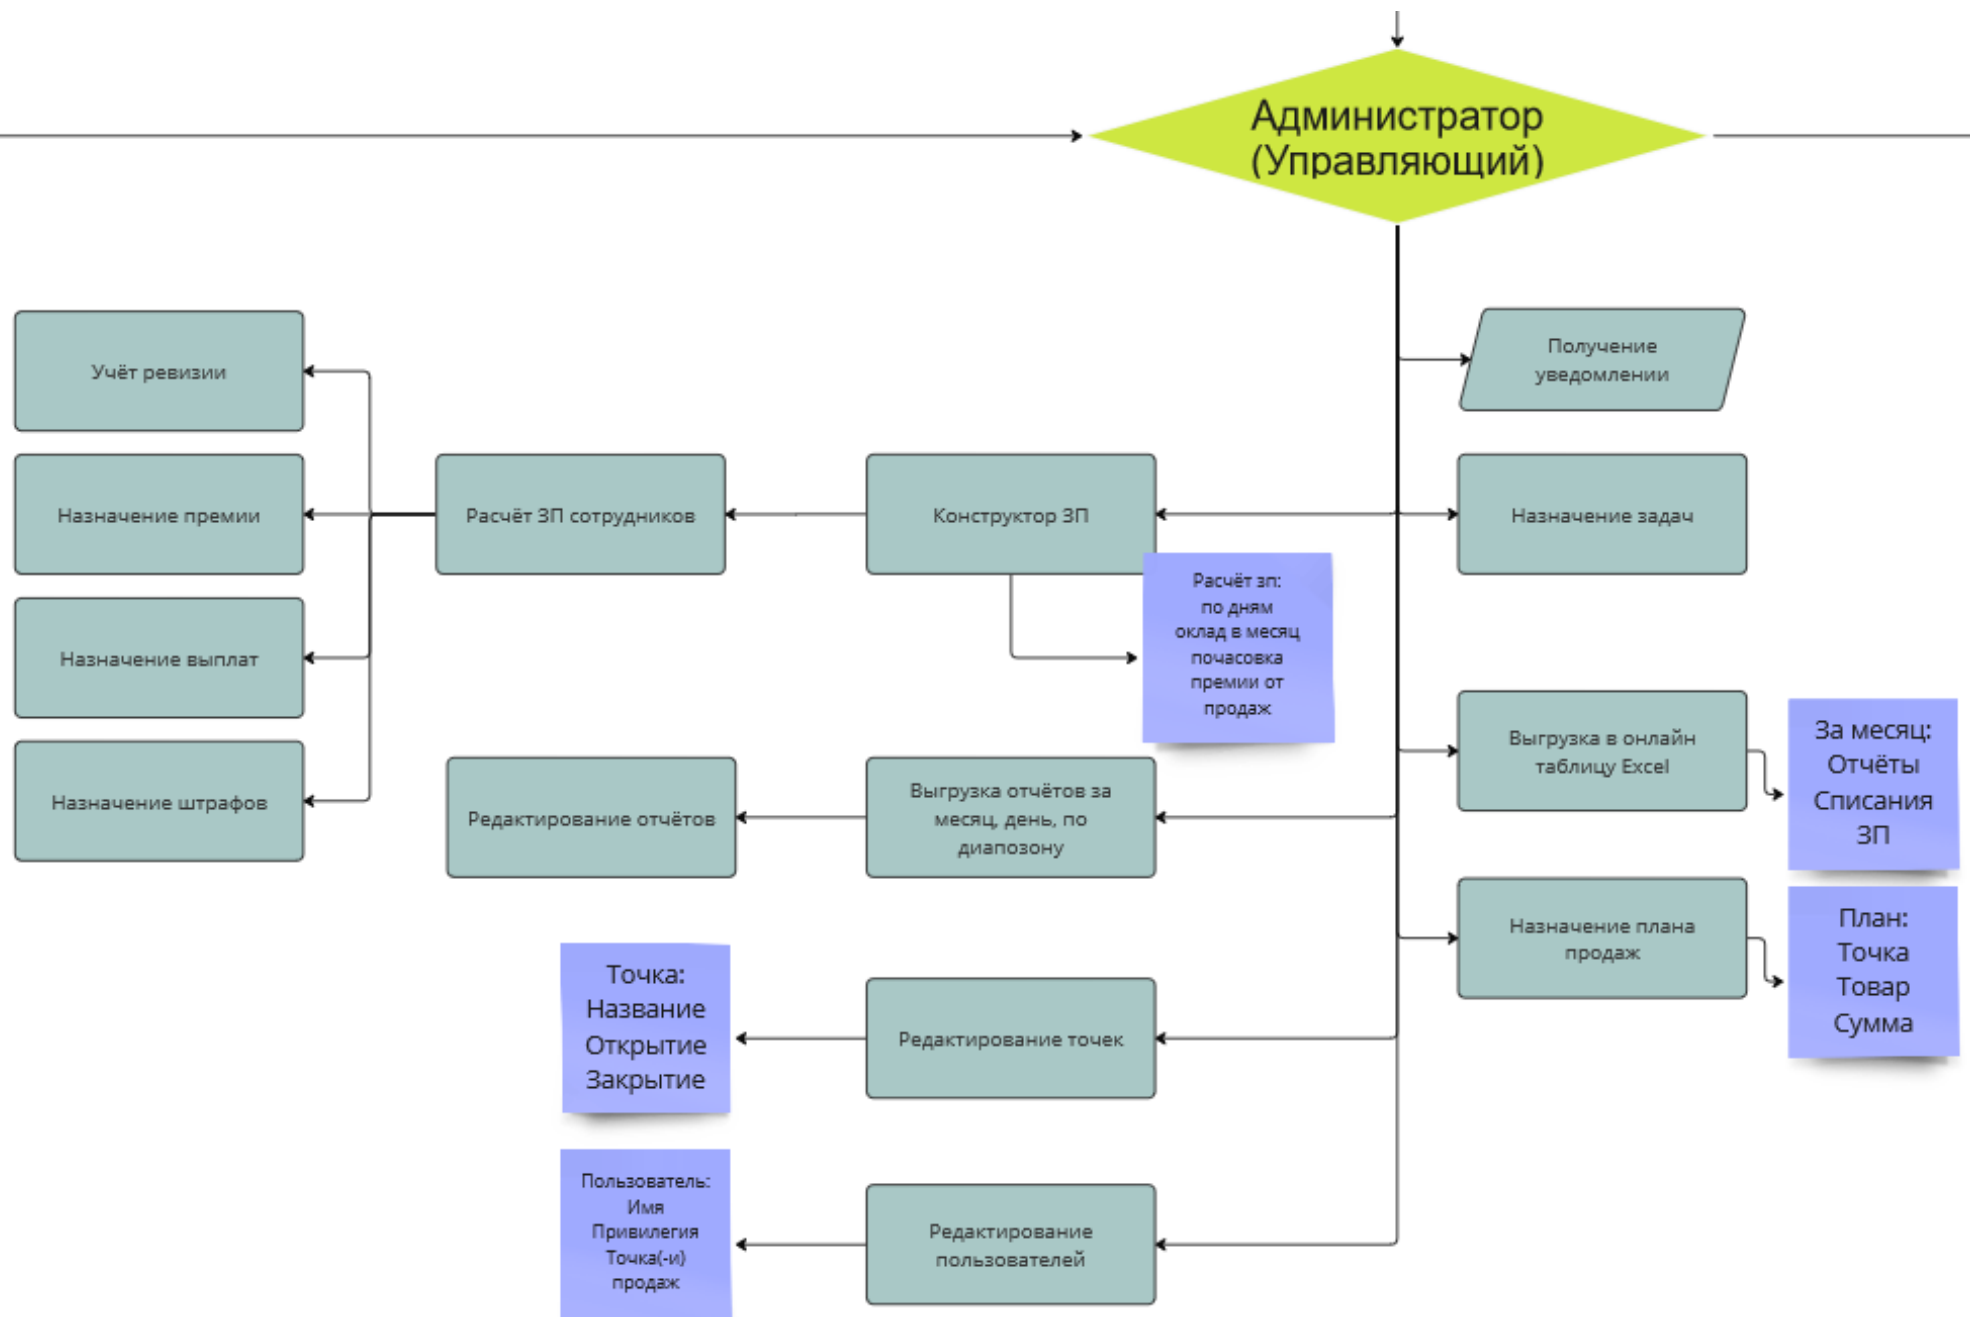 Администратор
(Управляющий)
Получение
уведомлении
Учёт ревизии
Назначение премии
Расчёт ЗП сотрудников
Конструктор ЗП
Назначение задач
Расчёт зп:
по дням
оклад в месяц
почасовка
премии от
продаж
Назначение выплат
Назначение штрафов
Редактирование отчётов
Выгрузка отчётов за
месяц, день, по
диапозону
Выгрузка в онлайн
таблицу Excel
За месяц:
Отчёты
Списания
ЗП
Назначение плана
продаж
План:
Точка
Товар
Сумма
Точка:
Название
Открытие
Закрытие
Редактирование точек
Пользователь:
Имя
Привилегия
Точка(-и)
продаж
Редактирование
пользователей